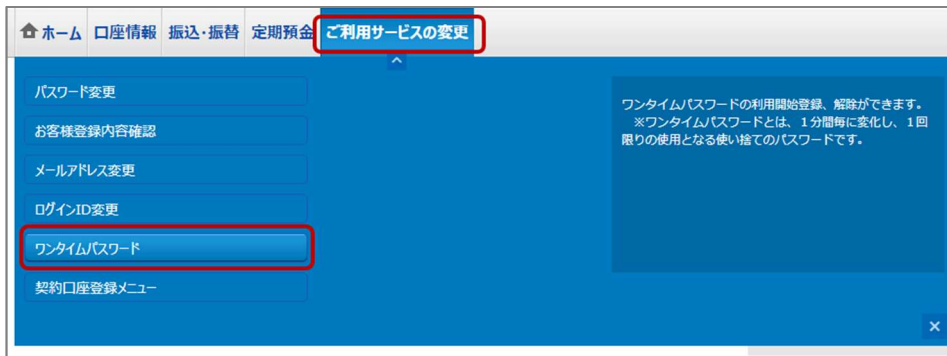 ホーム 口座情報 振込・振替 定期預金 ご利用サービスの変更
パスワード変更
お客様登録内容確認
メールアドレス変更
ログインID変更
ワンタイムパスワード
契約口座登録メニュー
ワンタイムパスワードの利用開始登録、解除ができます。
※ワンタイムパスワードとは、1分間毎に変化し、1回
限りの使用となる使い捨てのパスワードです。